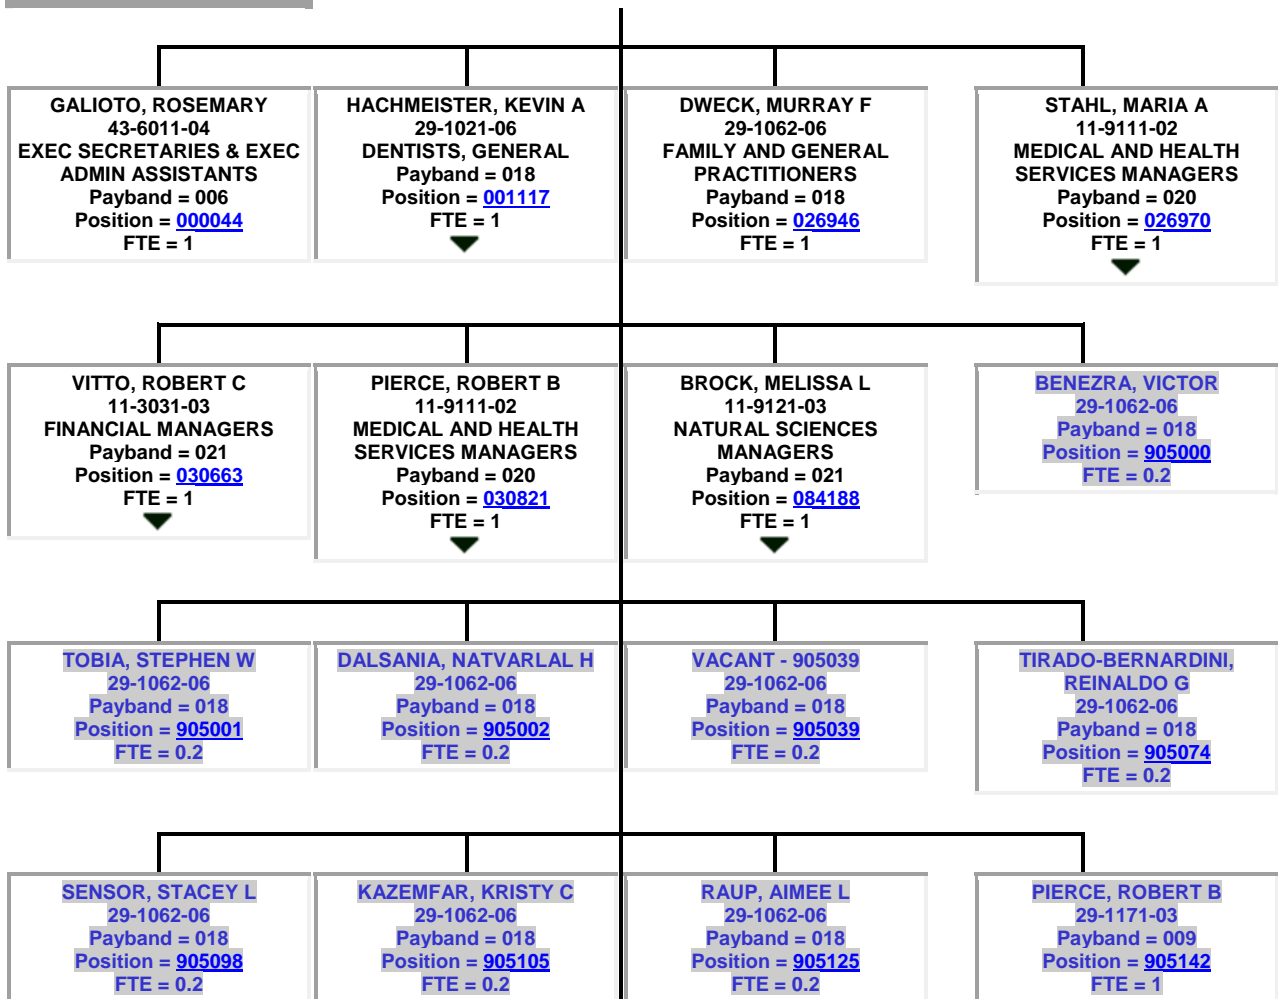 GALIOTO, ROSEMARY
43-6011-04
EXEC SECRETARIES & EXEC
ADMIN ASSISTANTS
Payband = 006
Position = 000044
FTE = 1
HACHMEISTER, KEVIN A
29-1021-06
DENTISTS, GENERAL
Payband = 018
Position = 001117
FTE = 1
DWECK, MURRAY F
29-1062-06
FAMILY AND GENERAL
PRACTITIONERS
Payband = 018
Position = 026946
FTE = 1
STAHL, MARIA A
11-9111-02
MEDICAL AND HEALTH
SERVICES MANAGERS
Payband = 020
Position = 026970
FTE = 1
VITTO, ROBERT C
11-3031-03
FINANCIAL MANAGERS
Payband = 021
Position = 030663
FTE = 1
PIERCE, ROBERT B
11-9111-02
MEDICAL AND HEALTH
SERVICES MANAGERS
Payband = 020
Position = 030821
FTE = 1
BROCK, MELISSA L
11-9121-03
NATURAL SCIENCES
MANAGERS
Payband = 021
Position = 084188
FTE = 1
BENEZRA, VICTOR
29-1062-06
Payband = 018
Position = 905000
FTE = 0.2
TOBIA, STEPHEN W
29-1062-06
Payband = 018
Position = 905001
FTE = 0.2
DALSANIA, NATVARLAL H
29-1062-06
Payband = 018
Position = 905002
FTE = 0.2
VACANT - 905039
29-1062-06
Payband = 018
Position = 905039
FTE = 0.2
TIRADO-BERNARDINI,
REINALDO G
29-1062-06
Payband = 018
Position = 905074
FTE = 0.2
SENSOR, STACEY L
29-1062-06
Payband = 018
Position = 905098
FTE = 0.2
KAZEMFAR, KRISTY C
29-1062-06
Payband = 018
Position = 905105
FTE = 0.2
RAUP, AIMEE L
29-1062-06
Payband = 018
Position = 905125
FTE = 0.2
PIERCE, ROBERT B
29-1171-03
Payband = 009
Position = 905142
FTE = 1